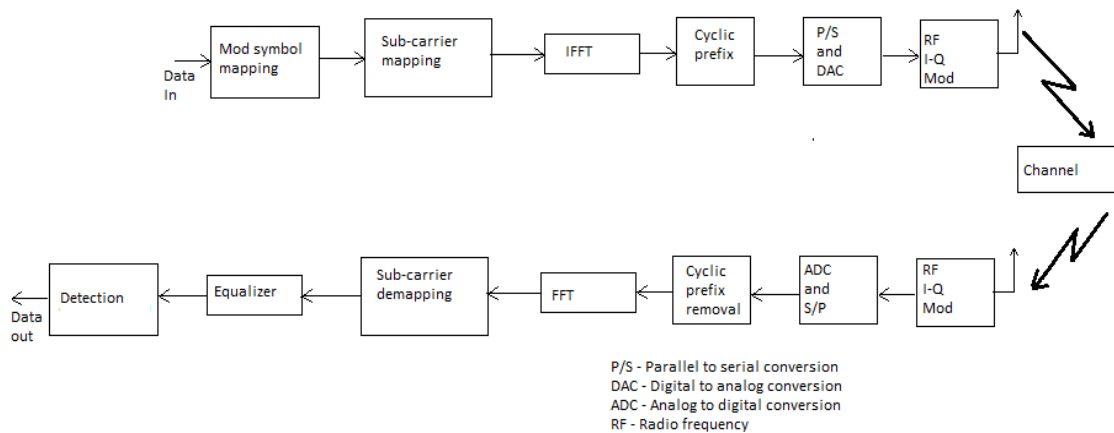 Data
In
Mod symbol
mapping
Sub-carrier
mapping
IFFT
Cyclic
prefix
P/S
and
DAC
RF
I-Q
Mod
Channel
RF
I-Q
Mod
ADC
and
S/P
Cyclic
prefix
removal
FFT
Sub-carrier
demapping
Equalizer
Detection
Data
out
P/S - Parallel to serial conversion
DAC - Digital to analog conversion
ADC - Analog to digital conversion
RF - Radio frequency